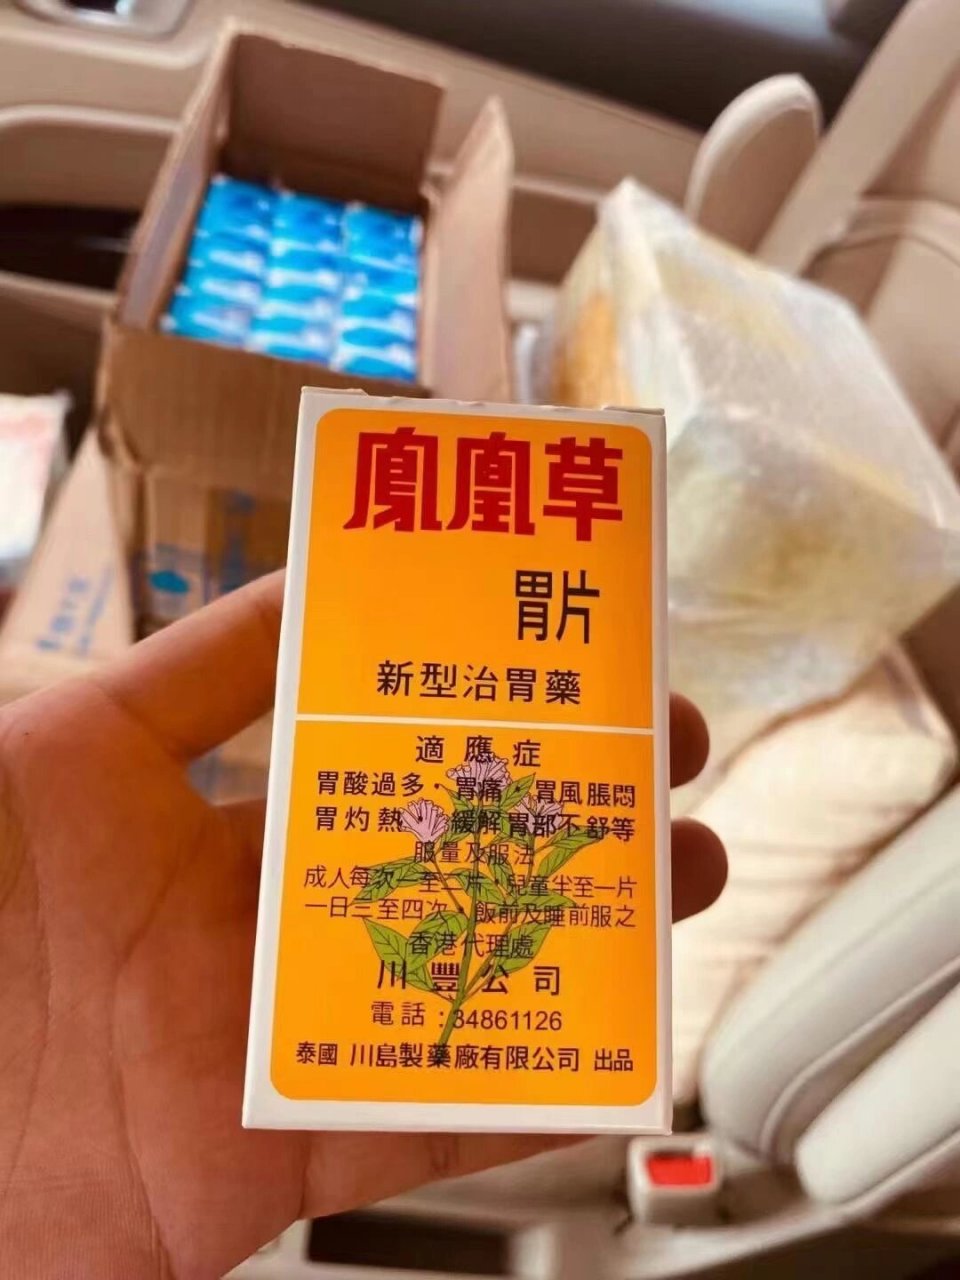 鳳凰草
胃片
新型治胃藥
適應症
胃酸過多·胃痛·胃風脹悶
胃灼熱·緩解胃部不舒等
服量及服法
成人每次一至二片 兒童半至一片
一日三至四次 飯前及睡前服之
香港代理處
川豐公司
電話:34861126
泰國 川島製藥廠有限公司 出品